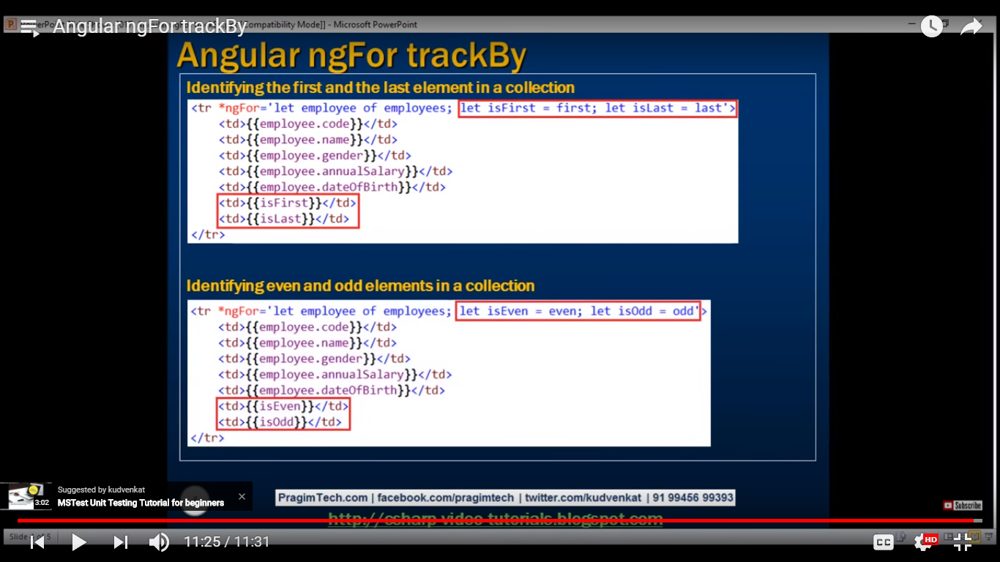 Compatibility Mode]] - Microsoft PowerPoint
Angular ngFor trackBy
Angular ngFor trackBy
Identifying the first and the last element in a collection
<tr *ngFor='let employee of employees; let isFirst = first; let isLast = last'>
<td>{{employee.code}}</td>
<td>{{employee.name}}</td>
<td>{{employee.gender}}</td>
<td>{{employee.annualSalary}}</td>
<td>{{employee.dateOfBirth}}</td>
<td>{{isFirst}}</td>
<td>{{isLast}}</td>
</tr>
Identifying even and odd elements in a collection
<tr *ngFor='let employee of employees; let isEven = even; let isOdd = odd'>
<td>{{employee.code}}</td>
<td>{{employee.name}}</td>
<td>{{employee.gender}}</td>
<td>{{employee.annualSalary}}</td>
<td>{{employee.dateOfBirth}}</td>
<td>{{isEven}}</td>
<td>{{isOdd}}</td>
</tr>
Suggested by kudvenkat
3:02
MSTest Unit Testing Tutorial for beginners
PragimTech.com | facebook.com/pragimtech | twitter.com/kudvenkat | 91 99456 99393
Subscribe
http://csharp-video-tutorials.blogspot.com
Slide
of 5
11:25 / 11:31
CC
HD